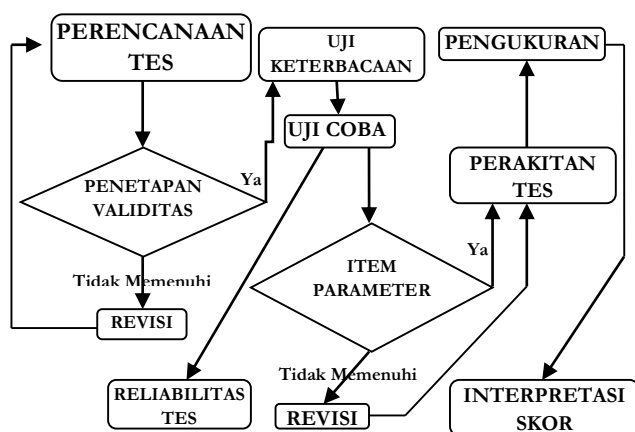 PERENCANAAN
TES
UJI
KETERBACAAN
PENGUKURAN
UJI COBA
PENETAPAN
VALIDITAS
Ya
PERAKITAN
TES
Tidak Memenuhi
REVISI
ITEM
PARAMETER
Ya
RELIABILITAS
TES
Tidak Memenuhi
REVISI
INTERPRETASI
SKOR